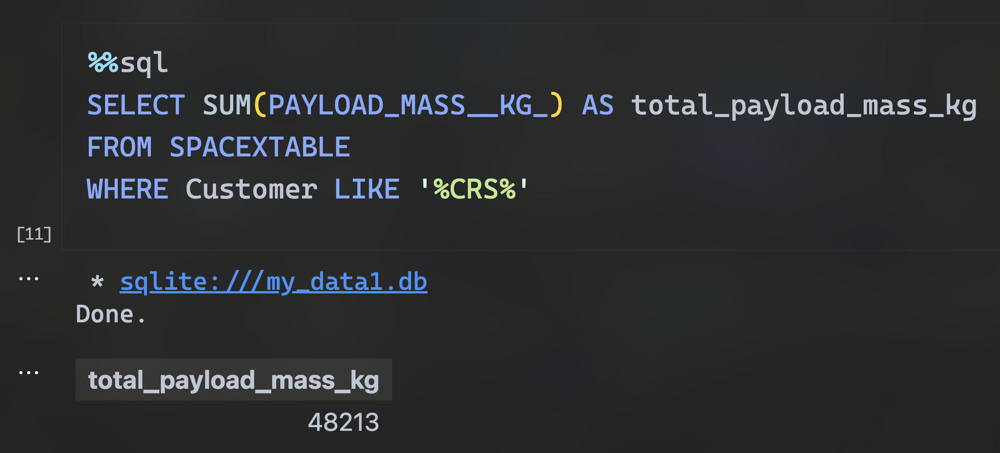 %%sql
SELECT SUM(PAYLOAD_MASS__KG_) AS total_payload_mass_kg
FROM SPACEXTABLE
WHERE Customer LIKE '%CRS%'
[11]
... * sqlite:///my_data1.db
Done.
... total_payload_mass_kg
48213